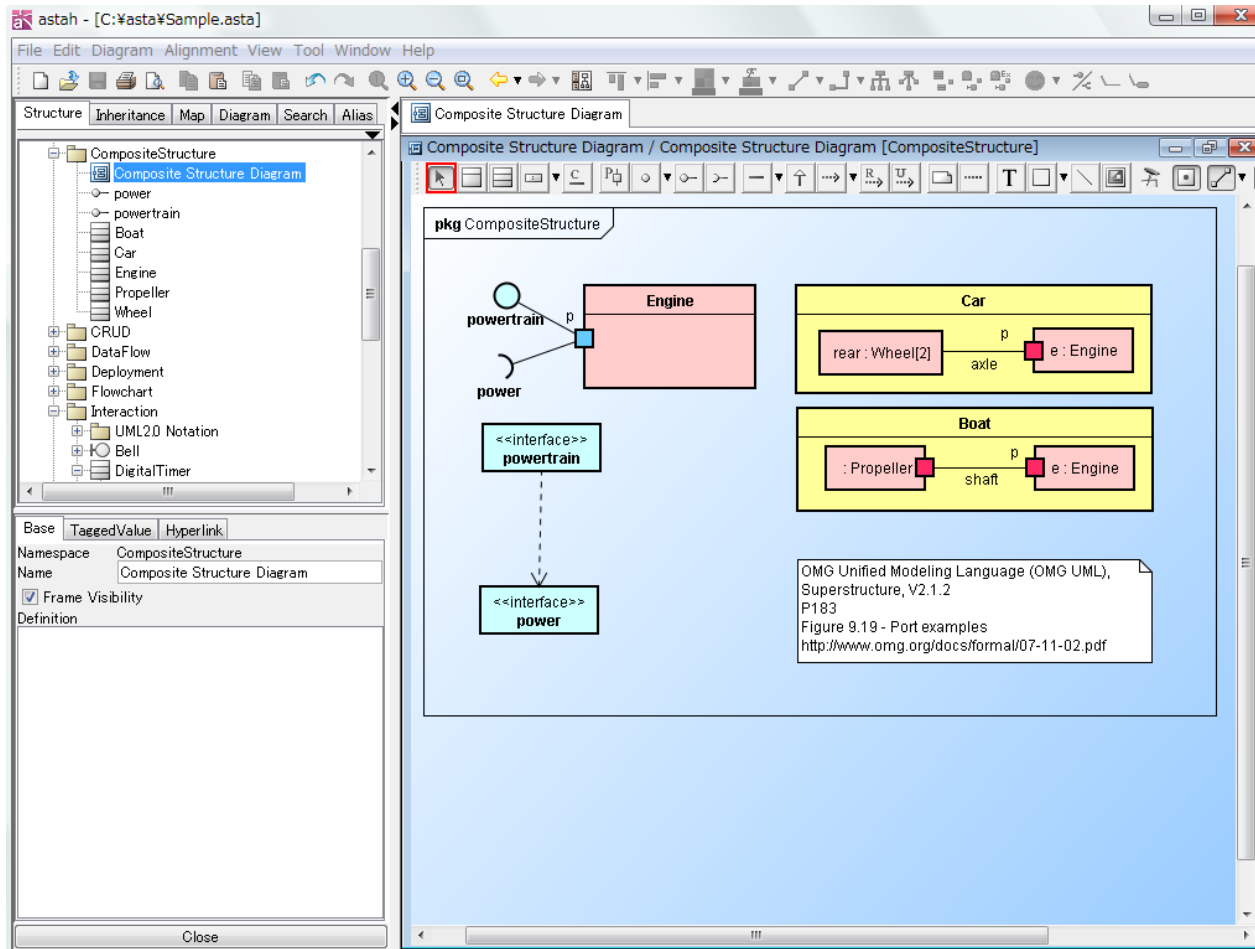 astah - [C:¥asta¥Sample.asta]
File Edit Diagram Alignment View Tool Window Help
Structure Inheritance Map Diagram Search Alias
CompositeStructure
Composite Structure Diagram
power
powertrain
Boat
Car
Engine
Propeller
Wheel
CRUD
DataFlow
Deployment
Flowchart
Interaction
UML2.0 Notation
Bell
DigitalTimer
Base TaggedValue Hyperlink
Namespace CompositeStructure
Name Composite Structure Diagram
Frame Visibility
Definition
Close
Composite Structure Diagram
Composite Structure Diagram / Composite Structure Diagram [CompositeStructure]
pkg CompositeStructure
powertrain
p
Engine
power
<<interface>>
powertrain
<<interface>>
power
Car
rear : Wheel[2]
p
axle
e : Engine
Boat
: Propeller
p
shaft
e : Engine
OMG Unified Modeling Language (OMG UML),
Superstructure, V2.1.2
P183
Figure 9.19 - Port examples
http://www.omg.org/docs/formal/07-11-02.pdf